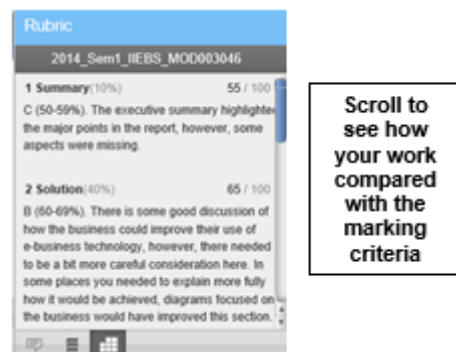 Rubric
2014_Sem1_IIEBS_MOD003046
1 Summary(10%) 55 / 100
C (50-59%). The executive summary highlighted
the major points in the report, however, some
aspects were missing.
2 Solution(40%) 65 / 100
B (60-69%). There is some good discussion of
how the business could improve their use of
e-business technology, however, there needed
to be a bit more careful consideration here. In
some places you needed to explain more fully
how it would be achieved, diagrams focused on
the business would have improved this section.
Scroll to
see how
your work
compared
with the
marking
criteria